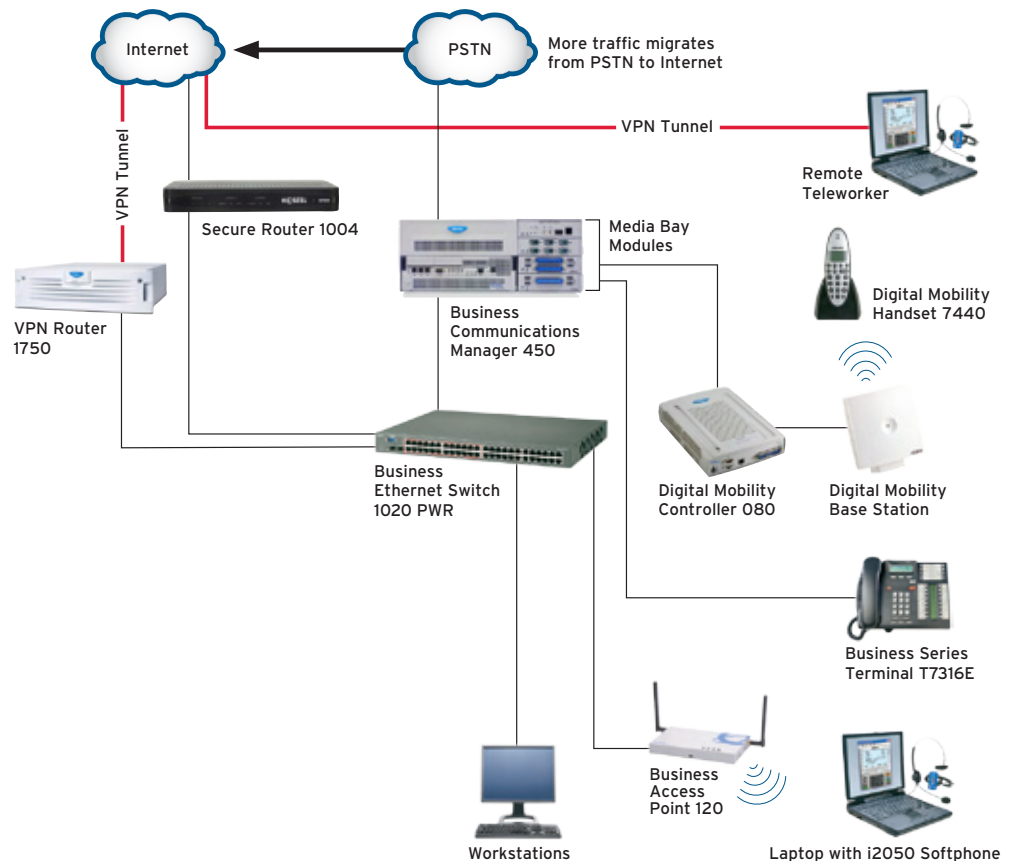 Internet
PSTN
More traffic migrates
from PSTN to Internet
VPN Tunnel
VPN Tunnel
Remote
Teleworker
Secure Router 1004
Media Bay
Modules
VPN Router
1750
Business
Communications
Manager 450
Digital Mobility
Handset 7440
Business
Ethernet Switch
1020 PWR
Digital Mobility
Controller 080
Digital Mobility
Base Station
Business Series
Terminal T7316E
Business
Access
Point 120
Workstations
Laptop with i2050 Softphone